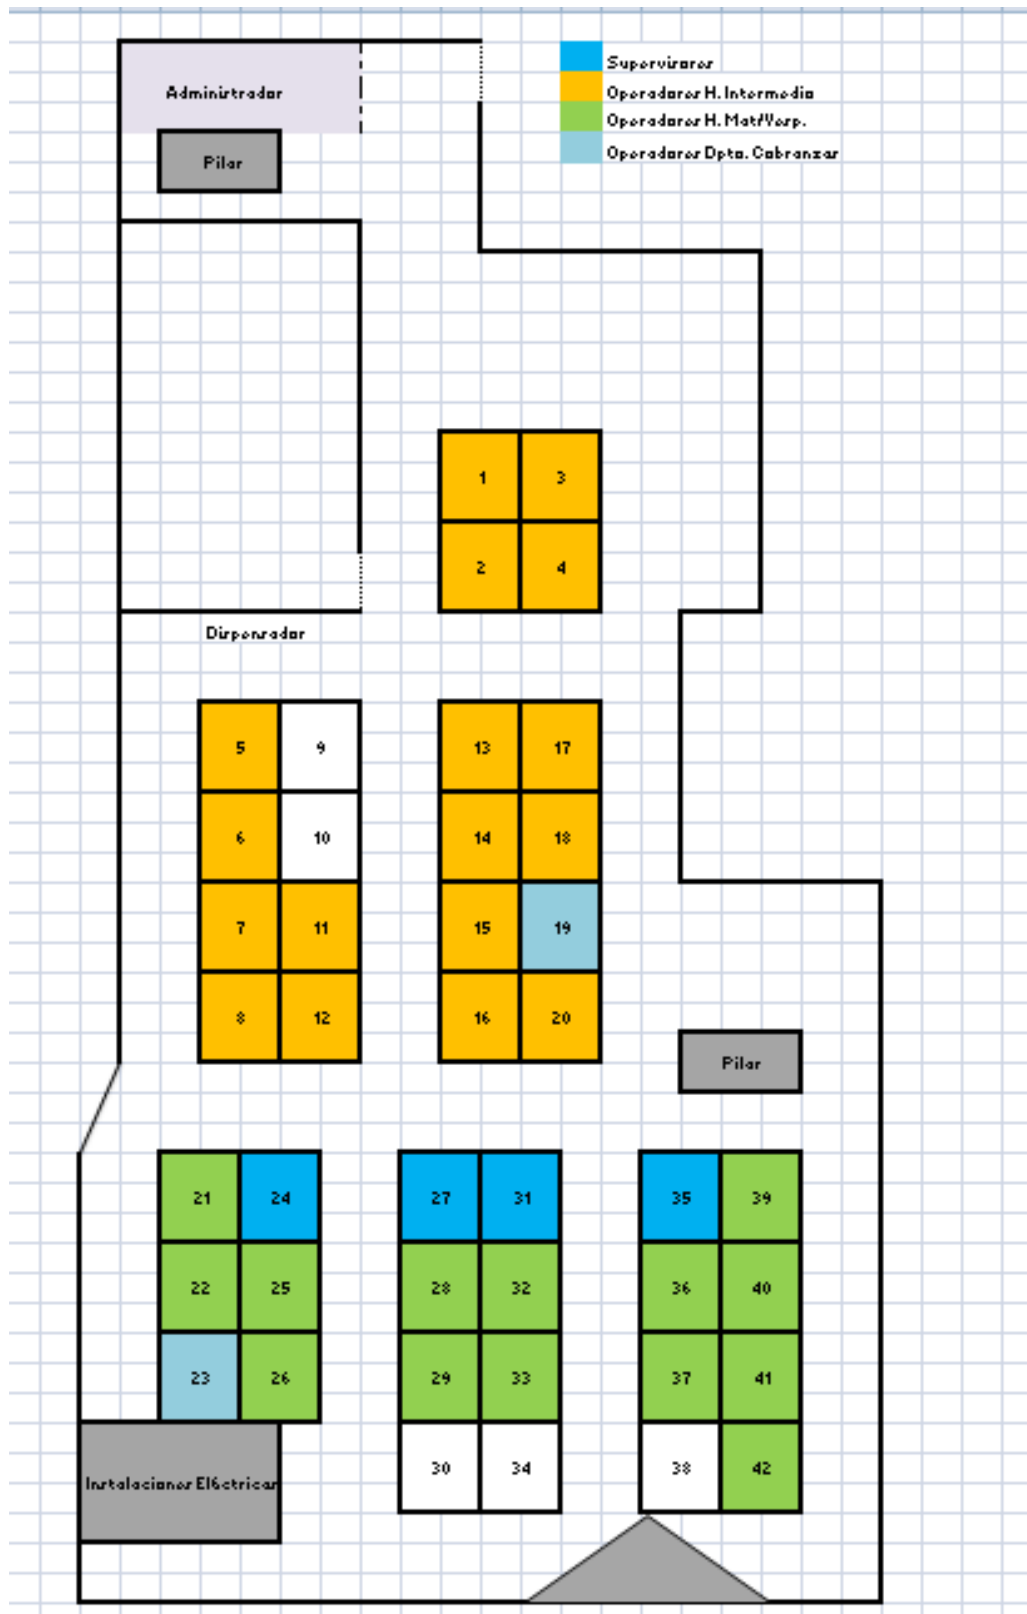 Administrador
Supervisores
Operadores H. Intermedio
Operadores H. Mat/Vesp.
Operadores Dpto. Cobranzas
Pilar
1 3
2 4
Dispensador
5 9 13 17
6 10 14 18
7 11 15 19
8 12 16 20
Pilar
21 24 27 31 35 39
22 25 28 32 36 40
23 26 29 33 37 41
30 34 38 42
Instalaciones Eléctricas